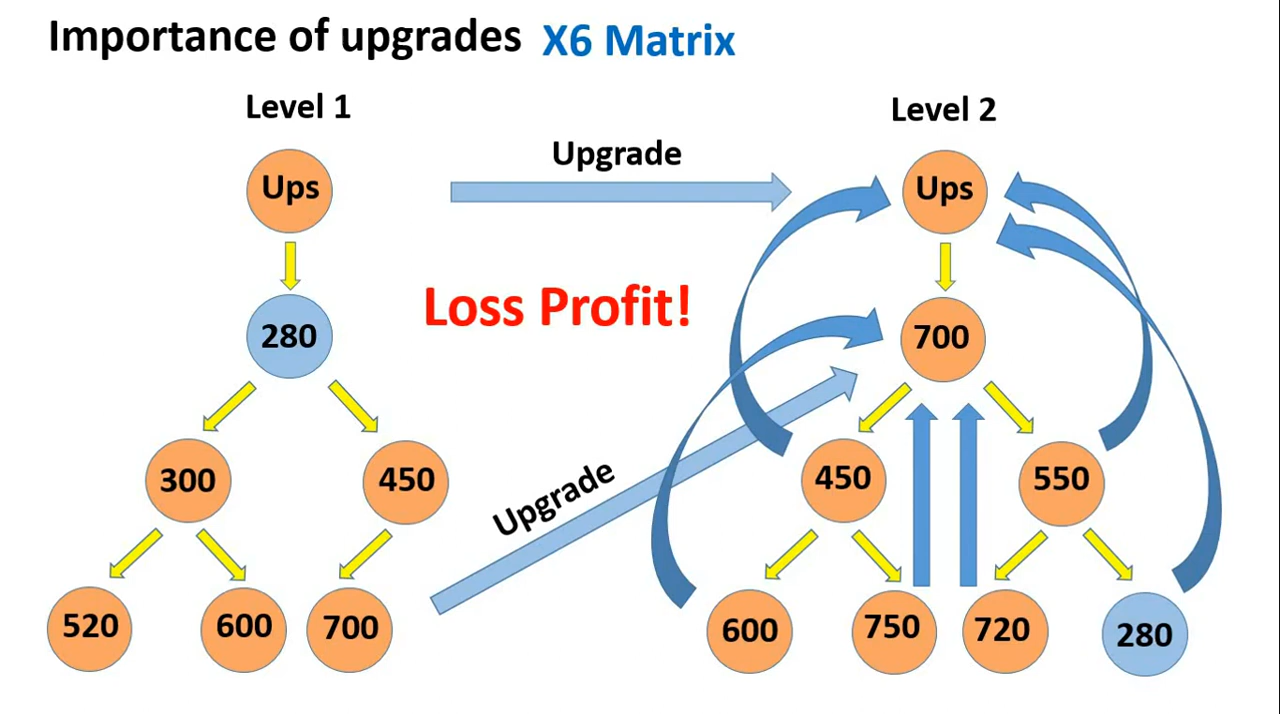 Importance of upgrades X6 Matrix
Level 1
Level 2
Ups
Upgrade
Ups
Loss Profit!
280
700
300
450
Upgrade
450
550
520
600
700
600
750
720
280